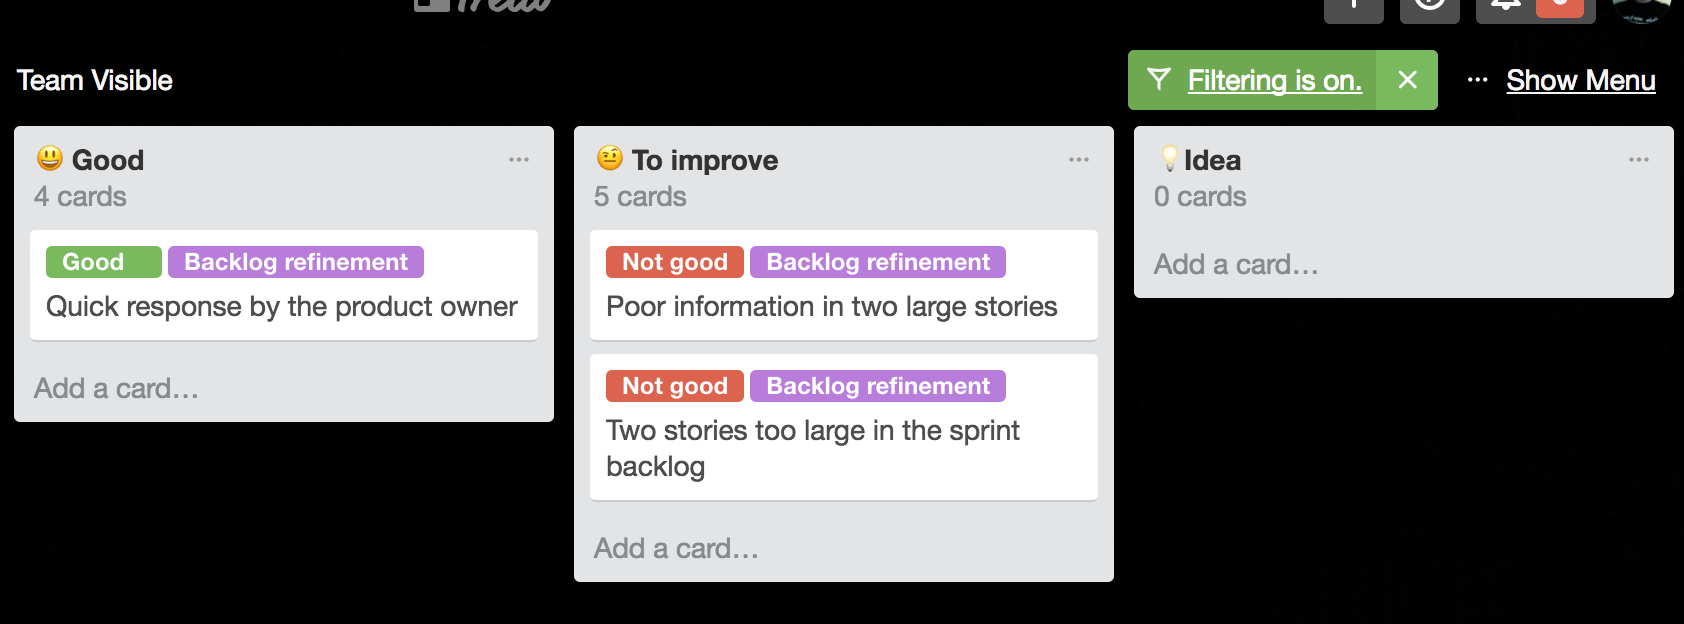 Trello
Team Visible
Filtering is on.
Show Menu
Good
4 cards
Good
Backlog refinement
Quick response by the product owner
Add a card…
To improve
5 cards
Not good
Backlog refinement
Poor information in two large stories
Not good
Backlog refinement
Two stories too large in the sprint
backlog
Add a card…
Idea
0 cards
Add a card…